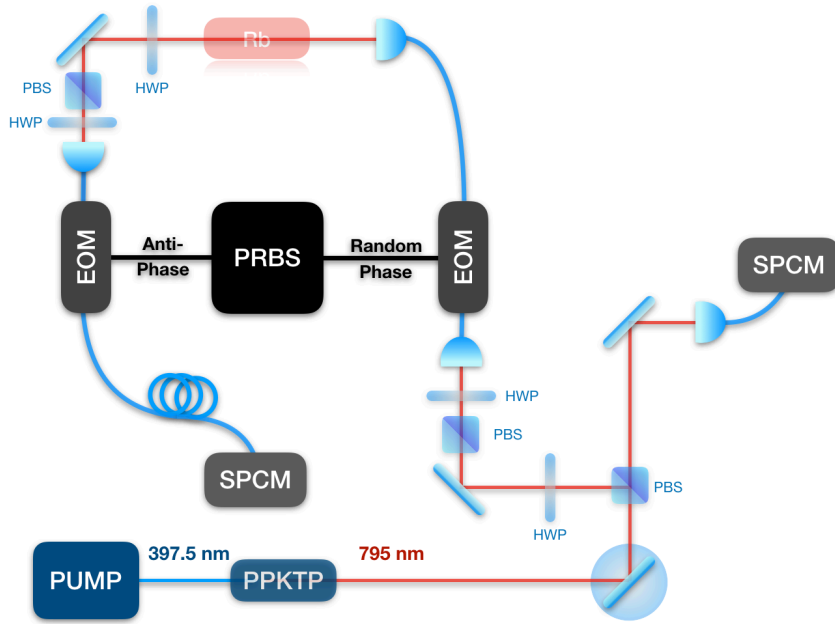 Rb
PBS
HWP
HWP
EOM
Anti-
Phase
PRBS
Random
Phase
EOM
SPCM
HWP
PBS
SPCM
PBS
HWP
397.5 nm
795 nm
PUMP
PPKTP